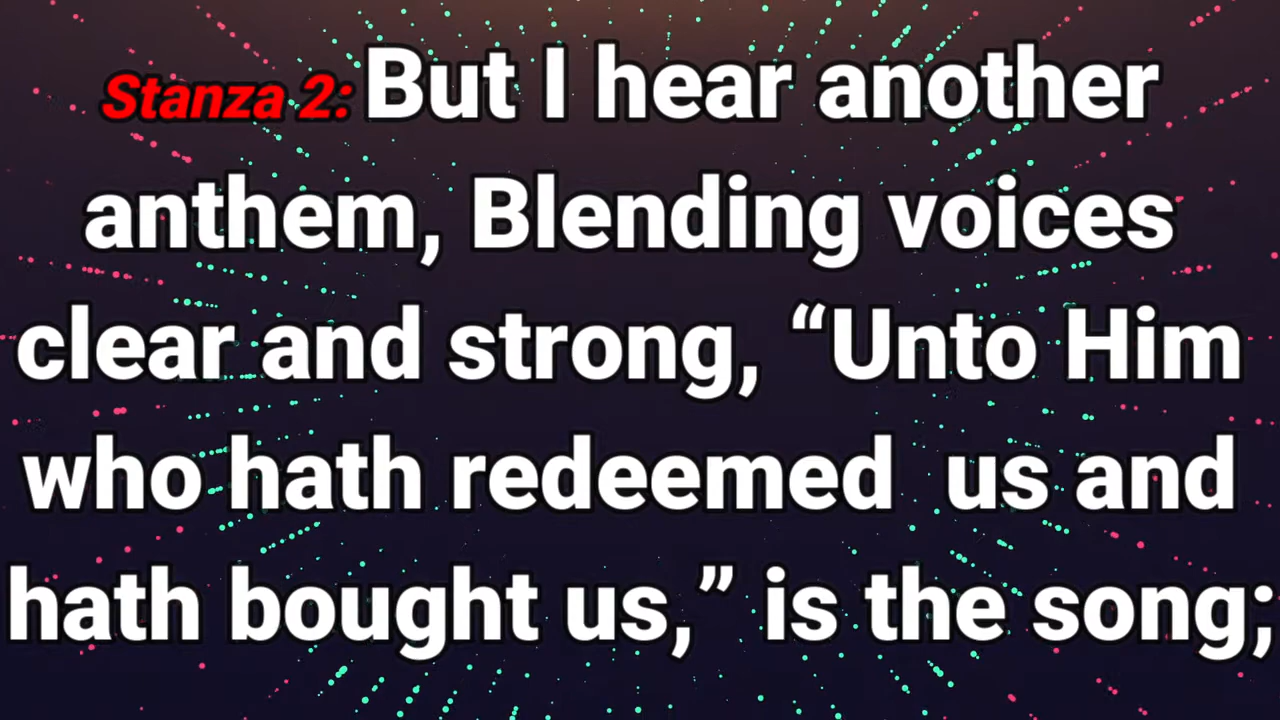 Stanza 2: But I hear another
anthem, Blending voices
clear and strong, “Unto Him
who hath redeemed  us and
hath bought us,” is the song;